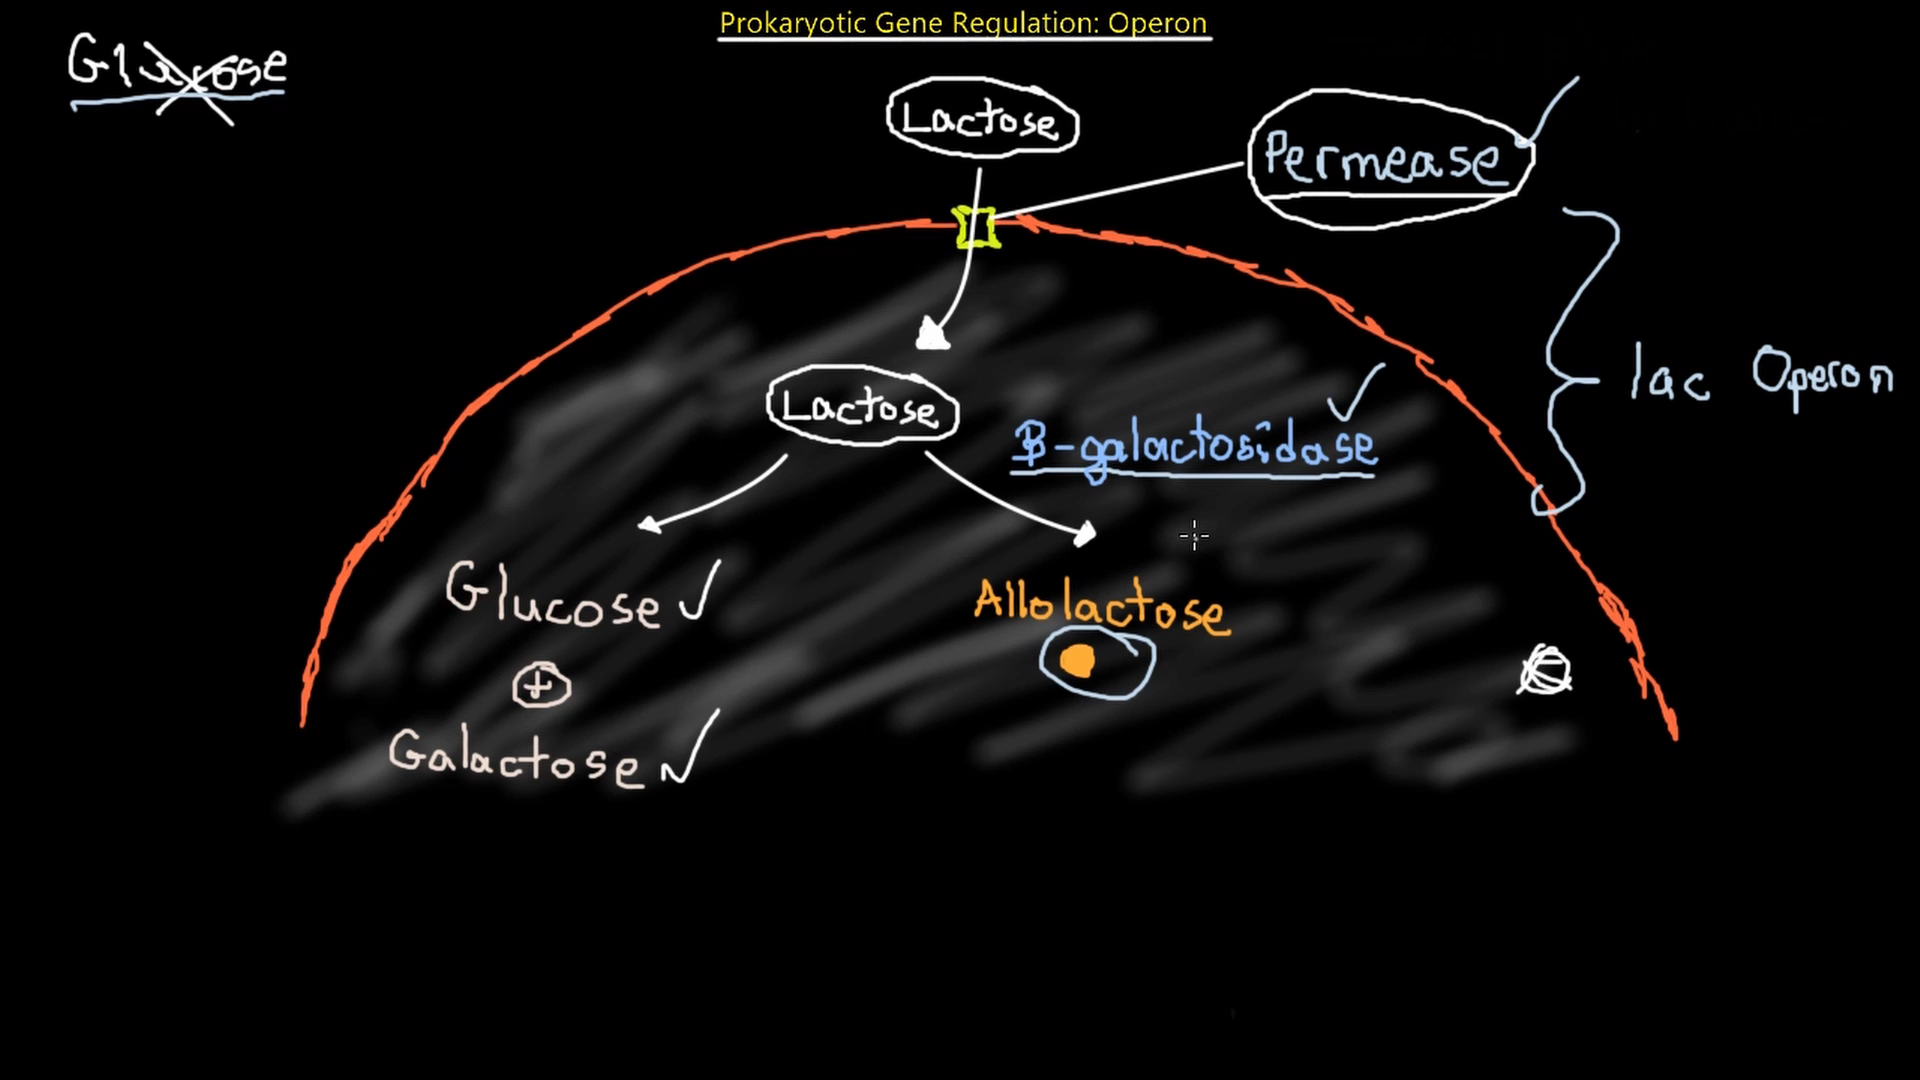 Prokaryotic Gene Regulation: Operon
Glucose
Lactose
Permease
Lactose
lac Operon
B-galactosidase
Glucose
Allolactose
+
Galactose